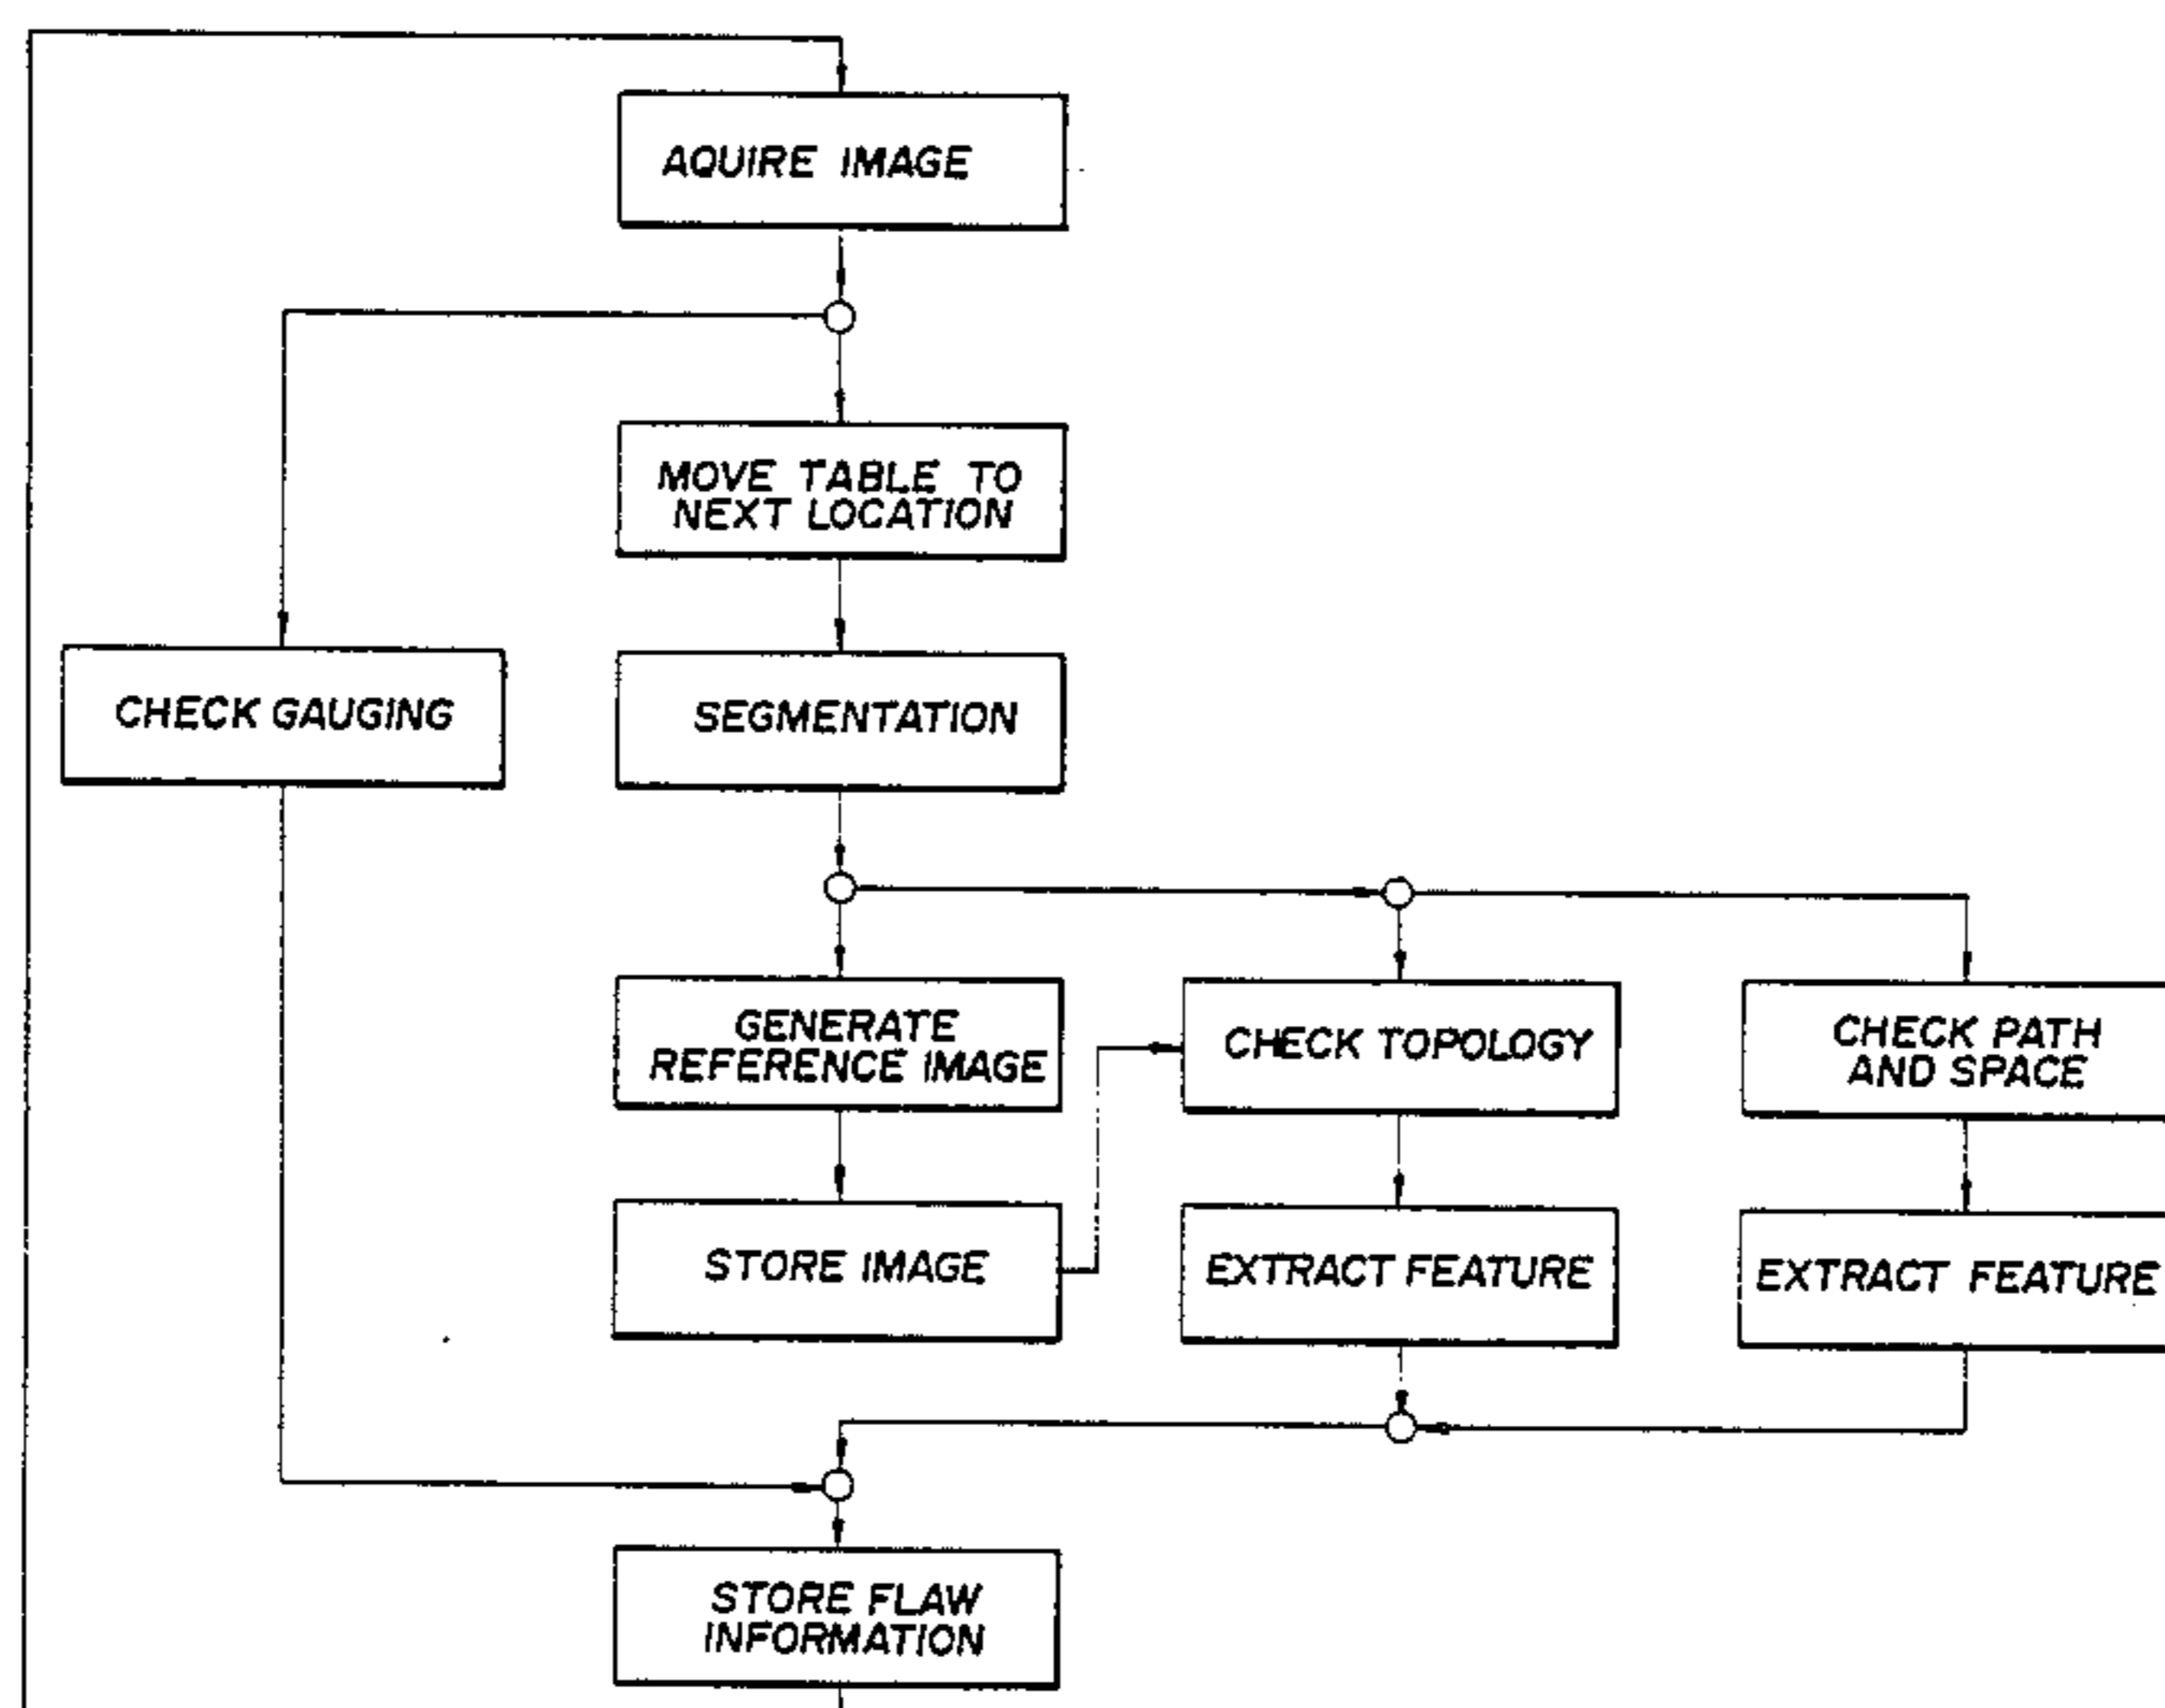 AQUIRE IMAGE
MOVE TABLE TO
NEXT LOCATION
CHECK GAUGING
SEGMENTATION
GENERATE
REFERENCE IMAGE
CHECK TOPOLOGY
CHECK PATH
AND SPACE
STORE IMAGE
EXTRACT FEATURE
EXTRACT FEATURE
STORE FLAW
INFORMATION